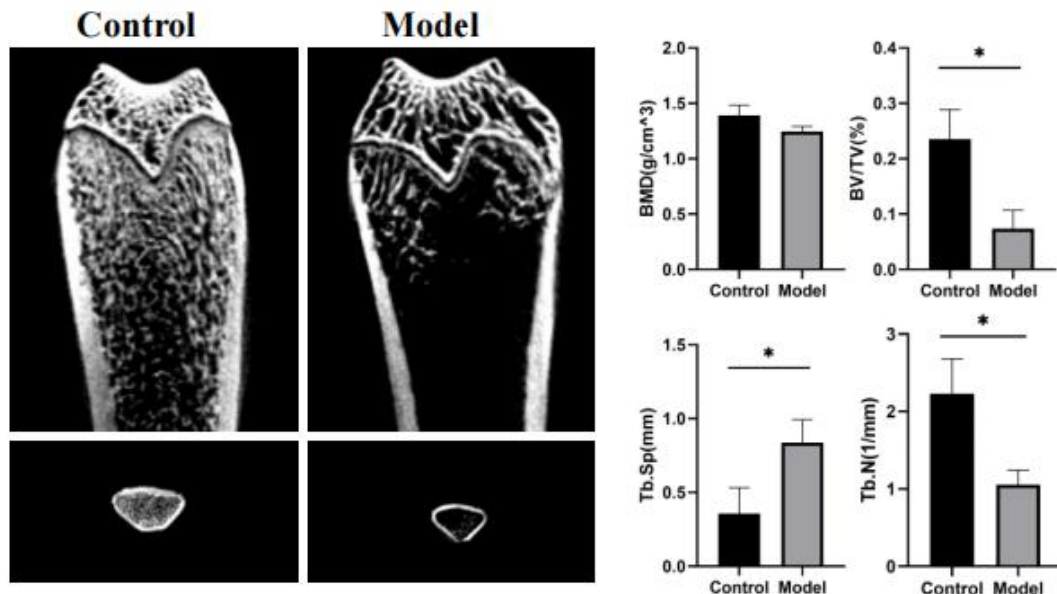 Control
Model
2.0
1.5
1.0
0.5
0.0
BMD(g/cm^3)
Control Model
0.4
0.3
0.2
0.1
0.0
BV/TV(%)
*
Control Model
1.5
1.0
0.5
0.0
Tb.Sp(mm)
*
Control Model
3
2
1
0
Tb.N(1/mm)
*
Control Model